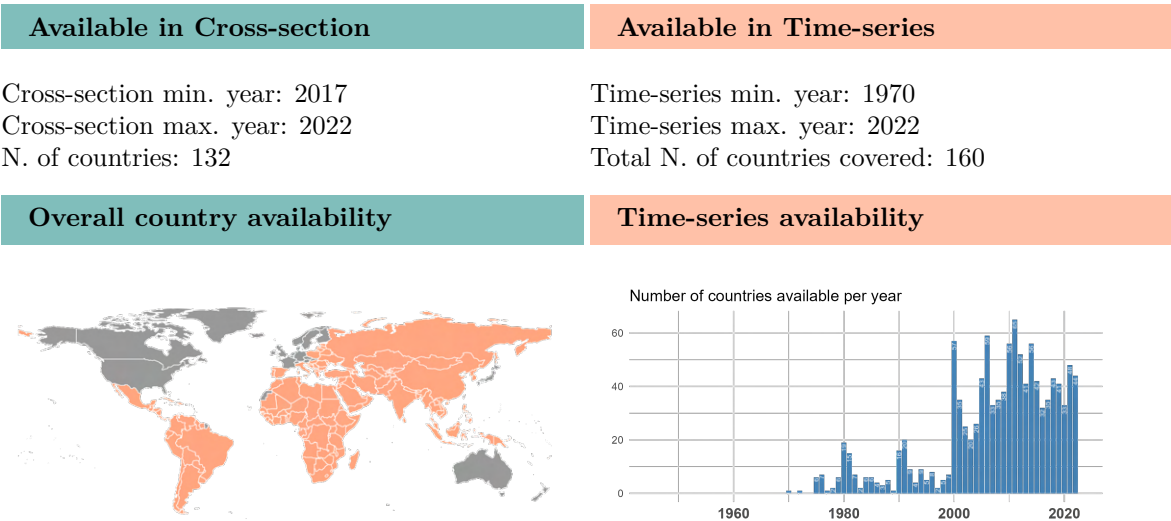 Available in Cross-section
Available in Time-series
Cross-section min. year: 2017
Cross-section max. year: 2022
N. of countries: 132
Time-series min. year: 1970
Time-series max. year: 2022
Total N. of countries covered: 160
Overall country availability
Time-series availability
Number of countries available per year
60
40
20
0
1960
1980
2000
2020